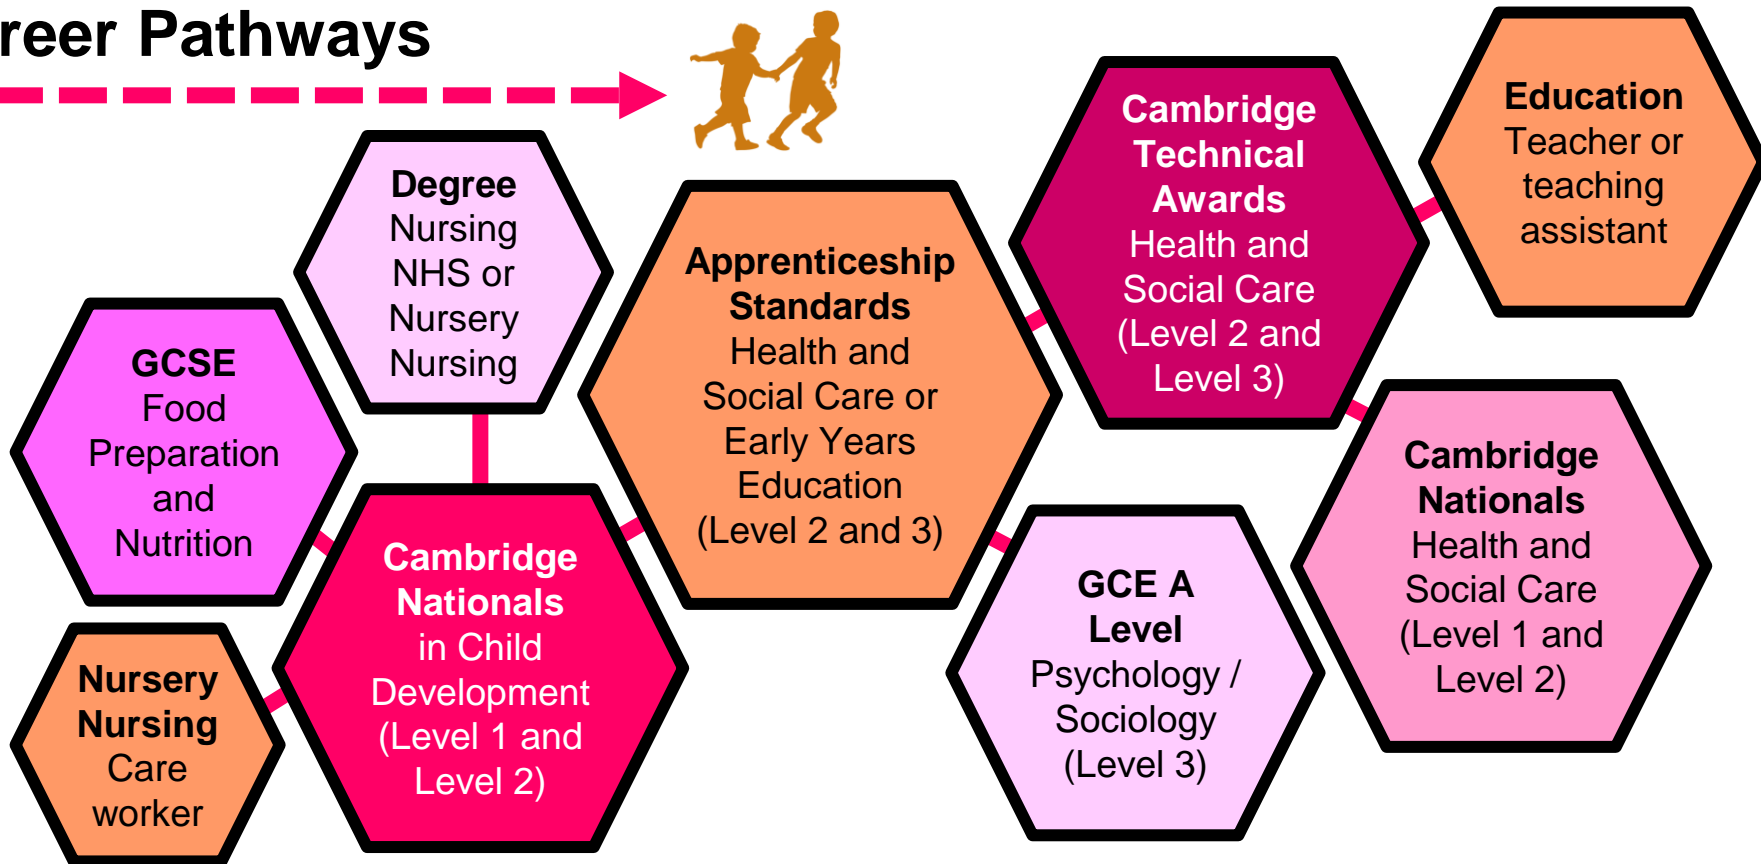 reer Pathways
Degree
Nursing
NHS or
Nursery
Nursing
GCSE
Food
Preparation
and
Nutrition
Nursery
Nursing
Care
worker
Cambridge
Nationals
in Child
Development
(Level 1 and
Level 2)
Apprenticeship
Standards
Health and
Social Care or
Early Years
Education
(Level 2 and 3)
Cambridge
Technical
Awards
Health and
Social Care
(Level 2 and
Level 3)
Education
Teacher or
teaching
assistant
GCE A
Level
Psychology /
Sociology
(Level 3)
Cambridge
Nationals
Health and
Social Care
(Level 1 and
Level 2)